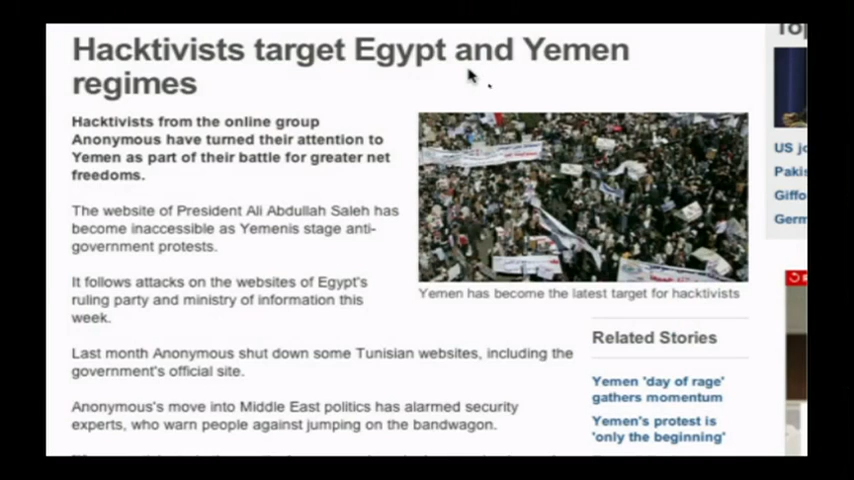 Hacktivists target Egypt and Yemen
regimes
Hacktivists from the online group
Anonymous have turned their attention to
Yemen as part of their battle for greater net
freedoms.
The website of President Ali Abdullah Saleh has
become inaccessible as Yemenis stage anti-
government protests.
It follows attacks on the websites of Egypt's
ruling party and ministry of information this
week.
Last month Anonymous shut down some Tunisian websites, including the
government's official site.
Anonymous's move into Middle East politics has alarmed security
experts, who warn people against jumping on the bandwagon.
Yemen has become the latest target for hacktivists
Related Stories
Yemen 'day of rage'
gathers momentum
Yemen's protest is
'only the beginning'
Top
US jo
Pakis
Giffo
Germ